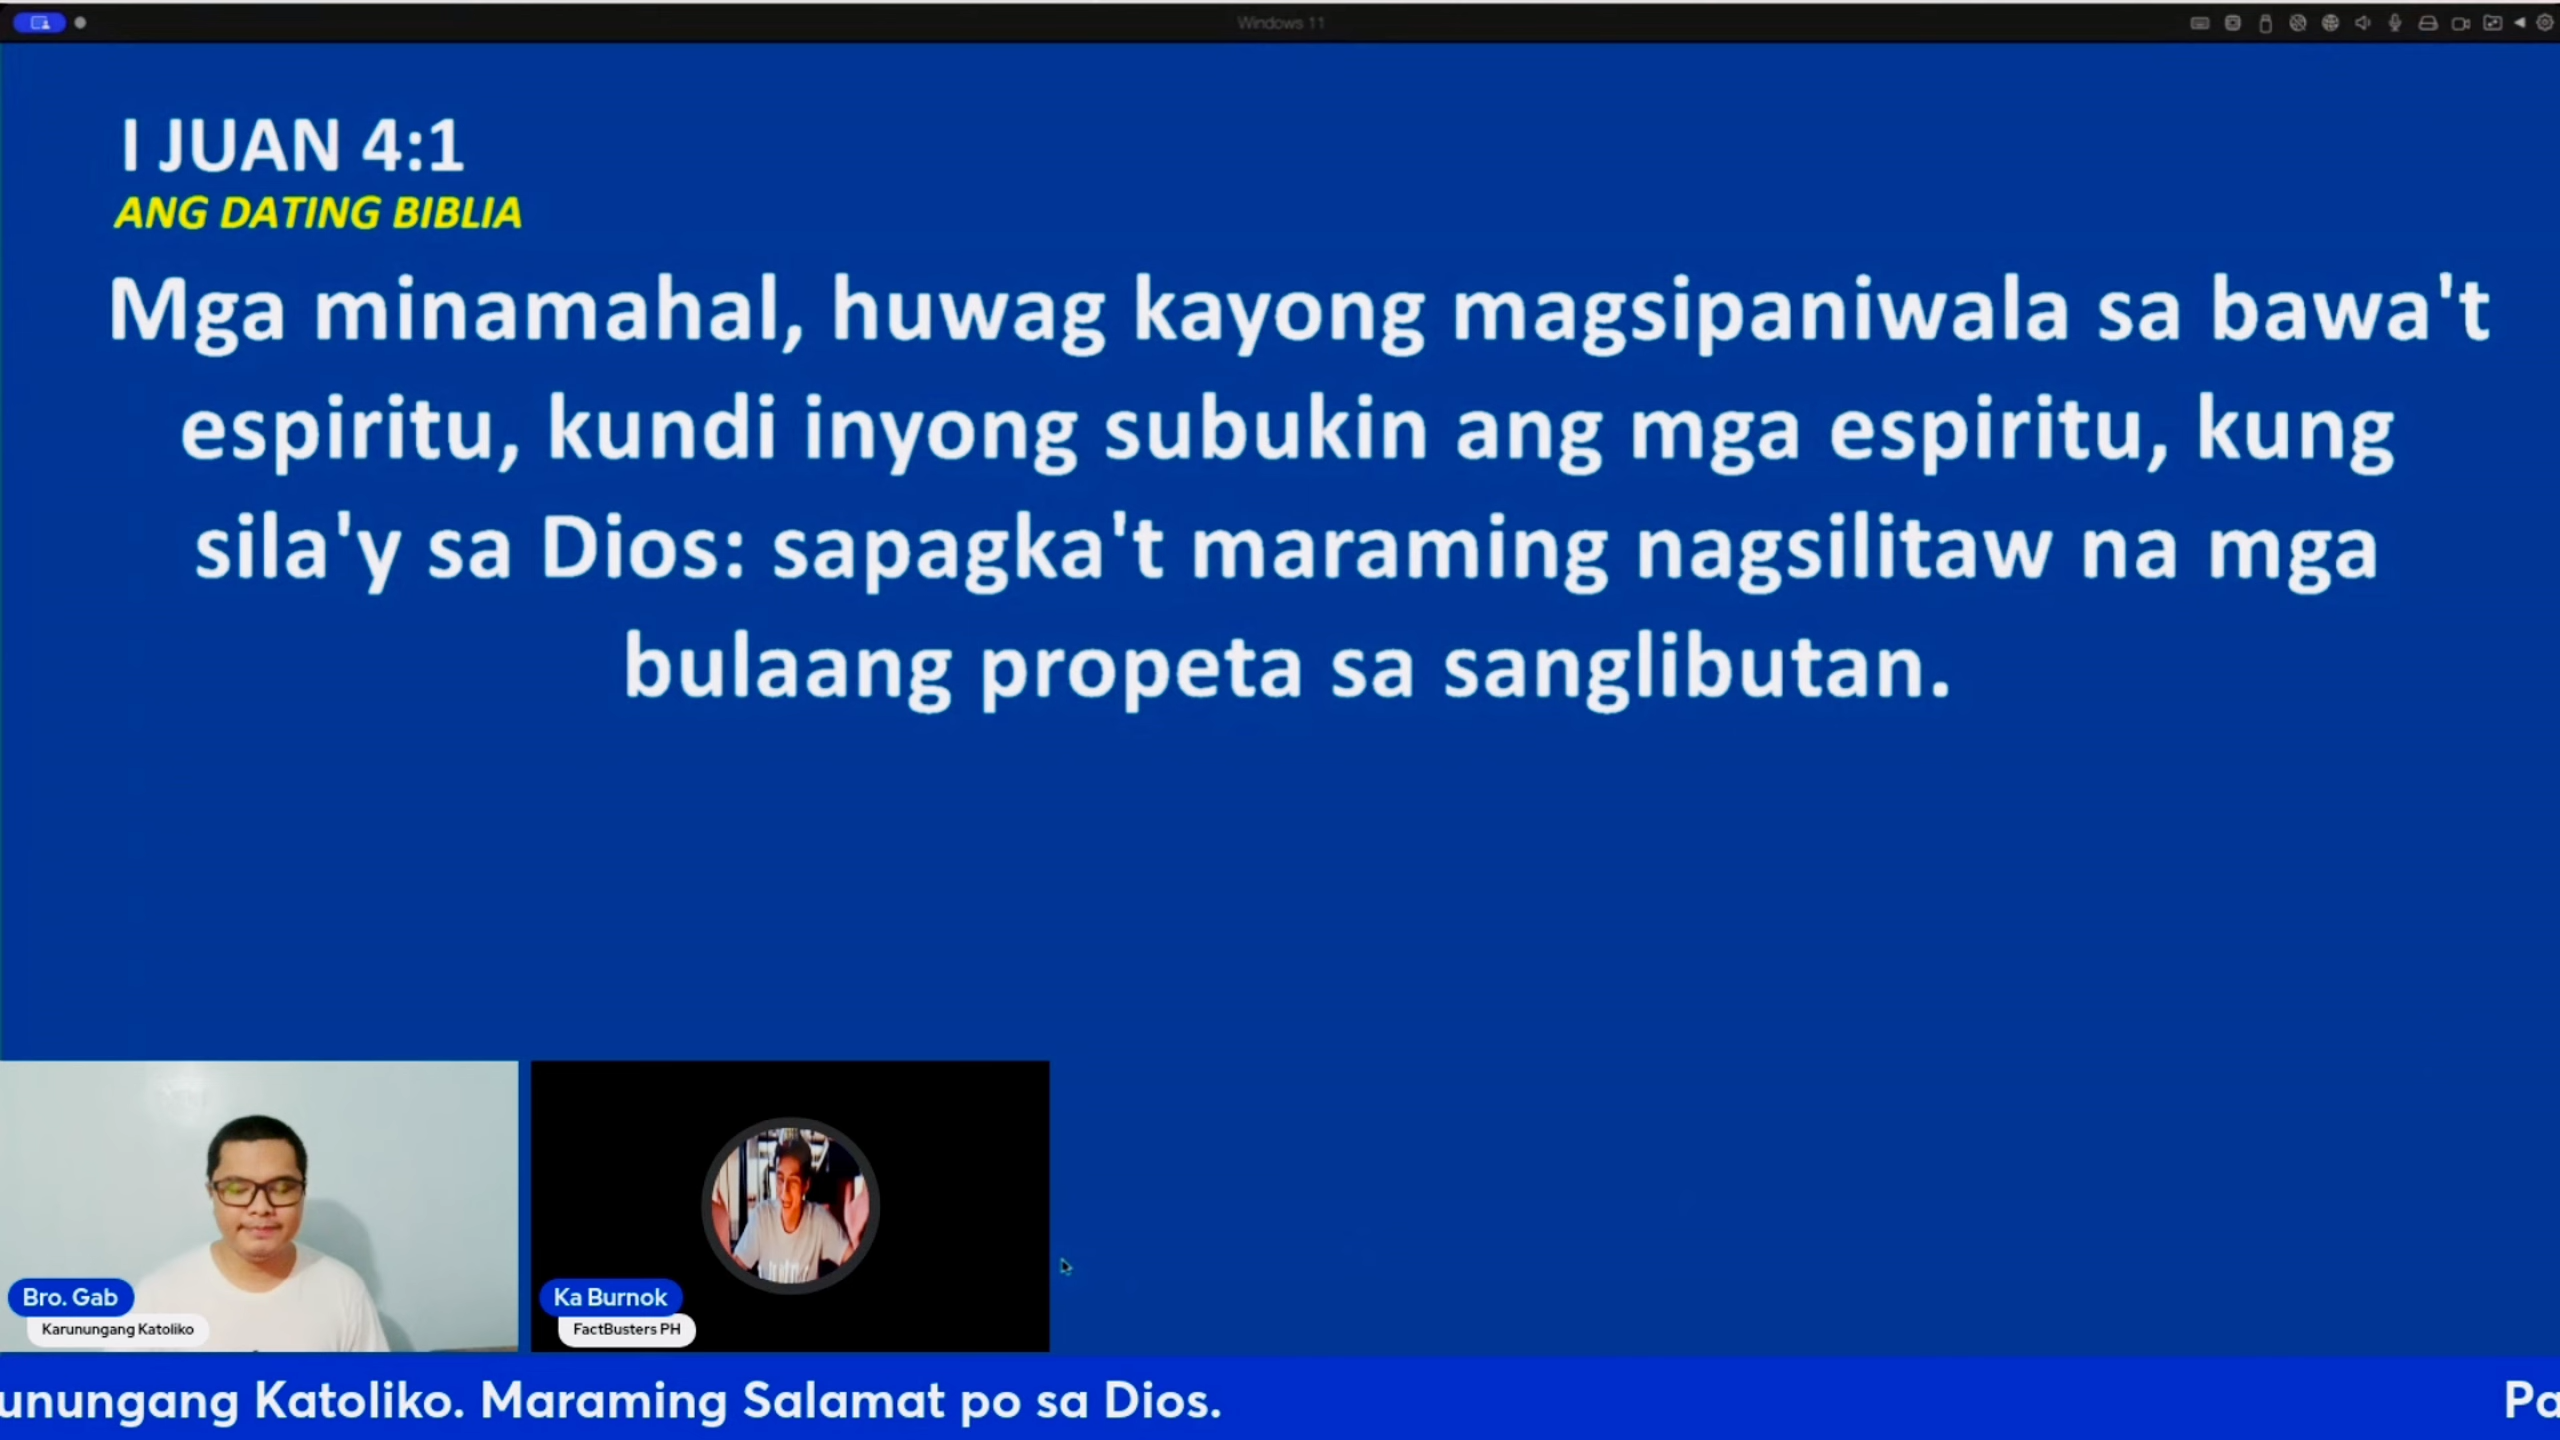 Windows 11
I JUAN 4:1
ANG DATING BIBLIA
Mga minamahal, huwag kayong magsipaniwala sa bawa't
espiritu, kundi inyong subukin ang mga espiritu, kung
sila'y sa Dios: sapagka't maraming nagsilitaw na mga
bulaang propeta sa sanglibutan.
Bro. Gab
Karunungang Katoliko
Ka Burnok
FactBusters PH
unungang Katoliko. Maraming Salamat po sa Dios.
Pa